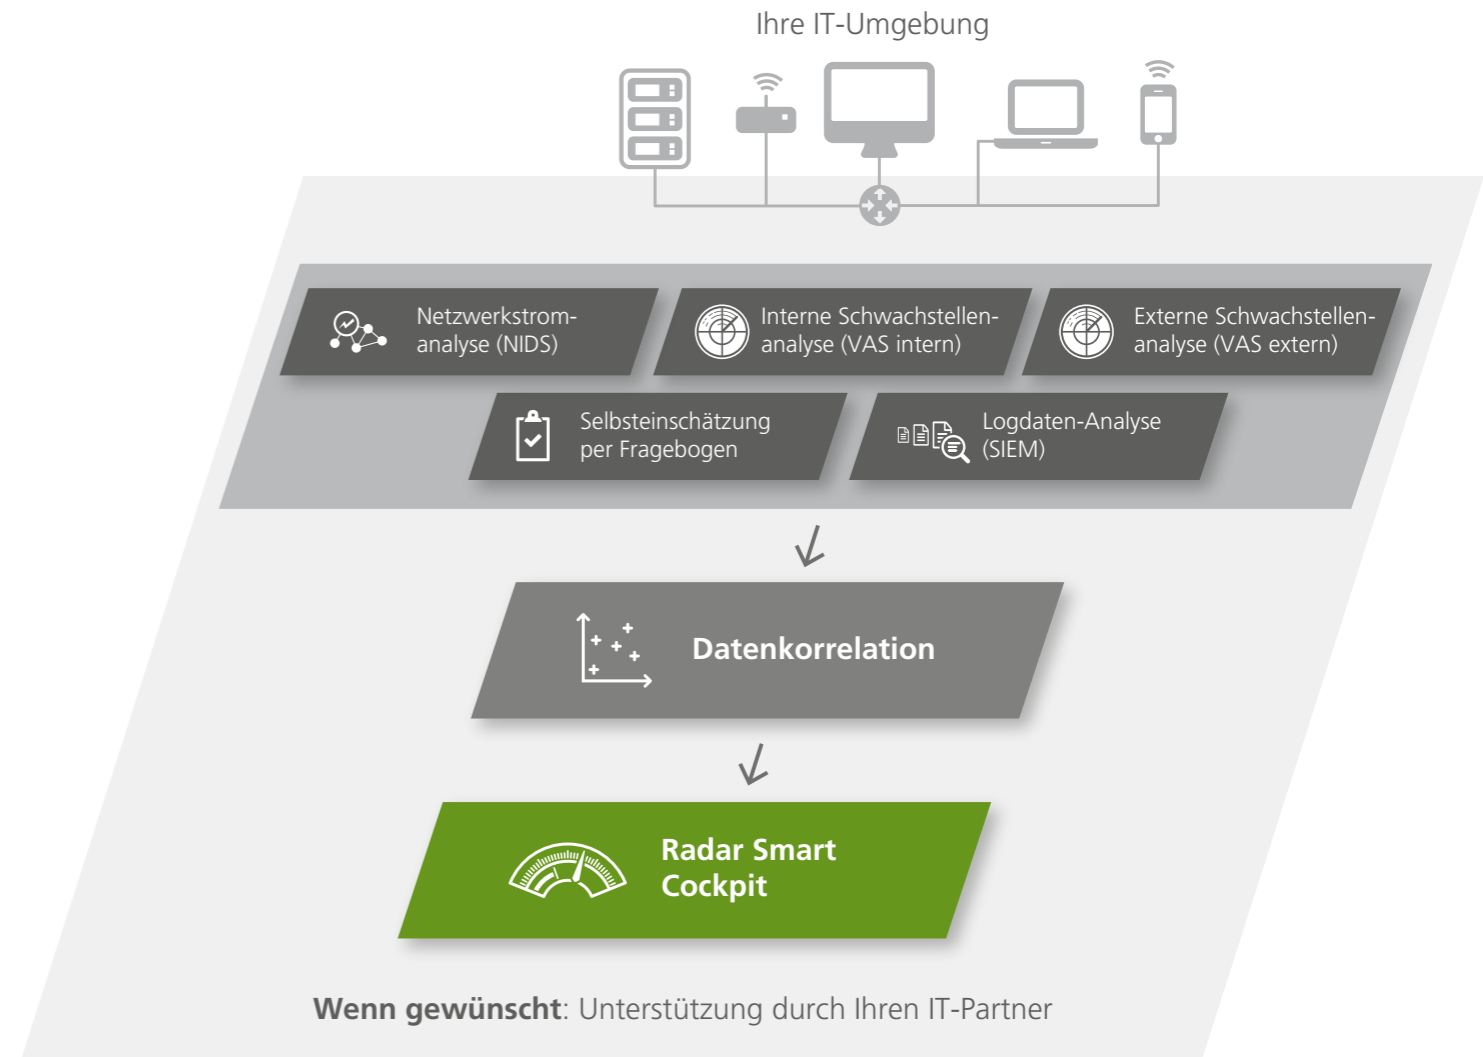 Ihre IT-Umgebung
Netzwerkstrom-
analyse (NIDS)
Interne Schwachstellen-
analyse (VAS intern)
Externe Schwachstellen-
analyse (VAS extern)
Selbsteinschätzung
per Fragebogen
Logdaten-Analyse
(SIEM)
Datenkorrelation
Radar Smart
Cockpit
Wenn gewünscht: Unterstützung durch Ihren IT-Partner